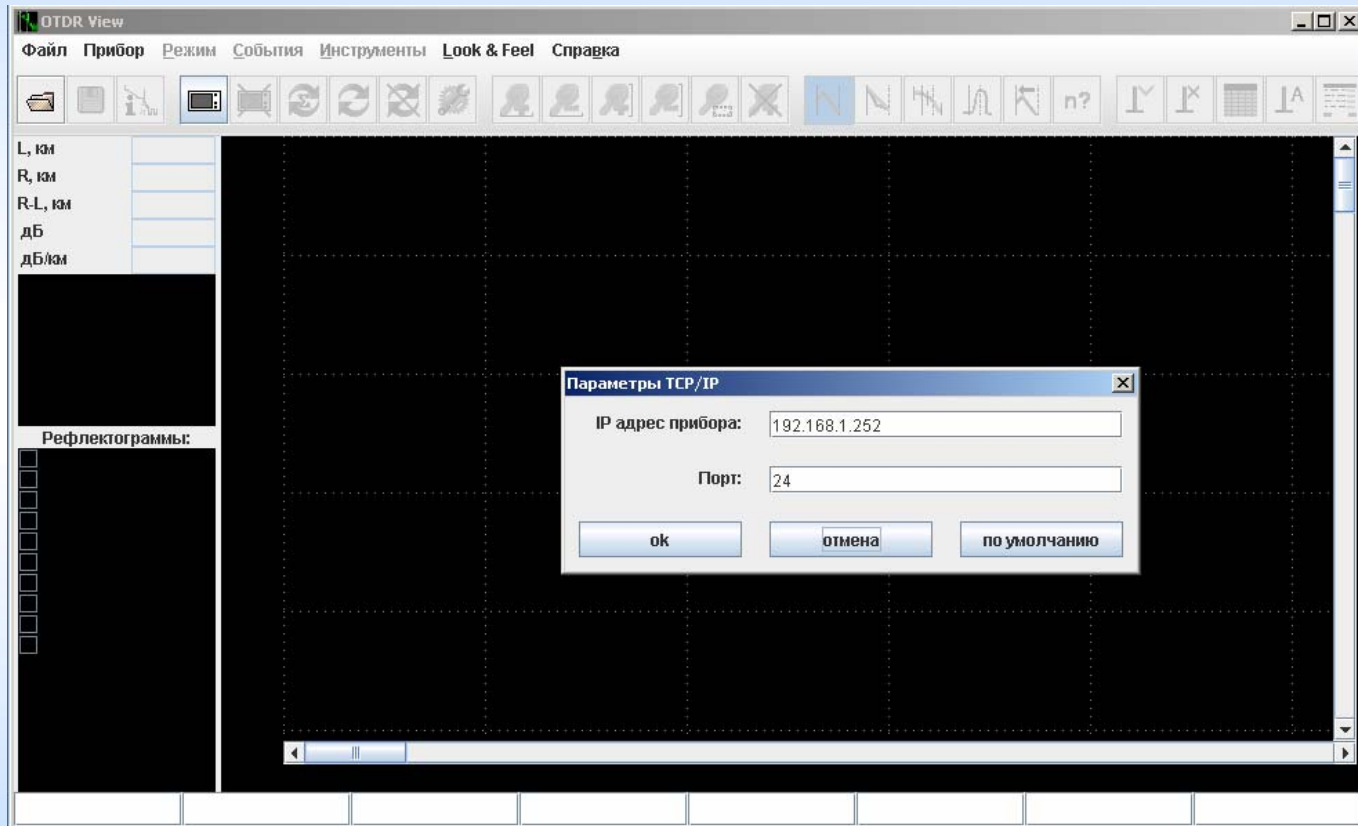 OTDR View
Файл Прибор Режим События Инструменты Look & Feel Справка
n?
A
L, км
R, км
R-L, км
дБ
дБ/км
Рефлектограммы:
Параметры TCP/IP
IP адрес прибора: 192.168.1.252
Порт: 24
ok отмена по умолчанию